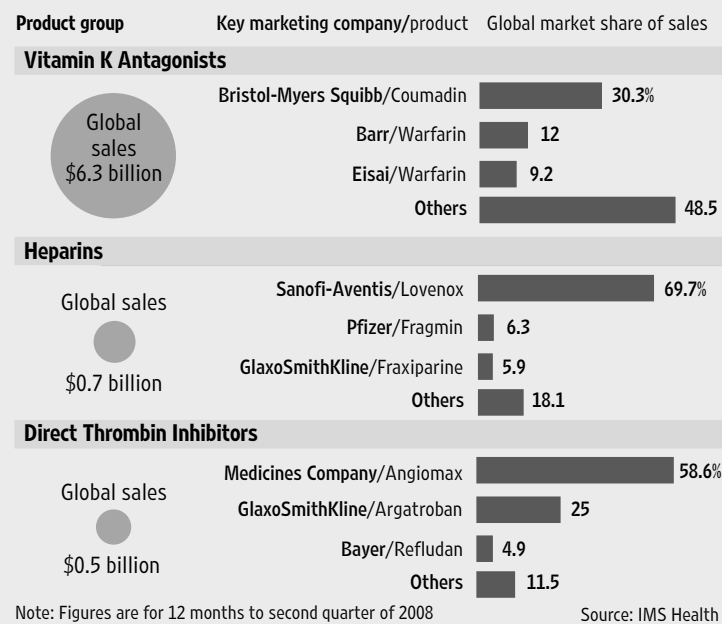 Product group Key marketing company/product Global market share of sales
Vitamin K Antagonists
Global
sales
$6.3 billion
Bristol-Myers Squibb/Coumadin 30.3%
Barr/Warfarin 12
Eisai/Warfarin 9.2
Others 48.5
Heparins
Global sales
$0.7 billion
Sanofi-Aventis/Lovenox 69.7%
Pfizer/Fragmin 6.3
GlaxoSmithKline/Fraxiparine 5.9
Others 18.1
Direct Thrombin Inhibitors
Global sales
$0.5 billion
Medicines Company/Angiomax 58.6%
GlaxoSmithKline/Argatroban 25
Bayer/Refludan 4.9
Others 11.5
Note: Figures are for 12 months to second quarter of 2008 Source: IMS Health